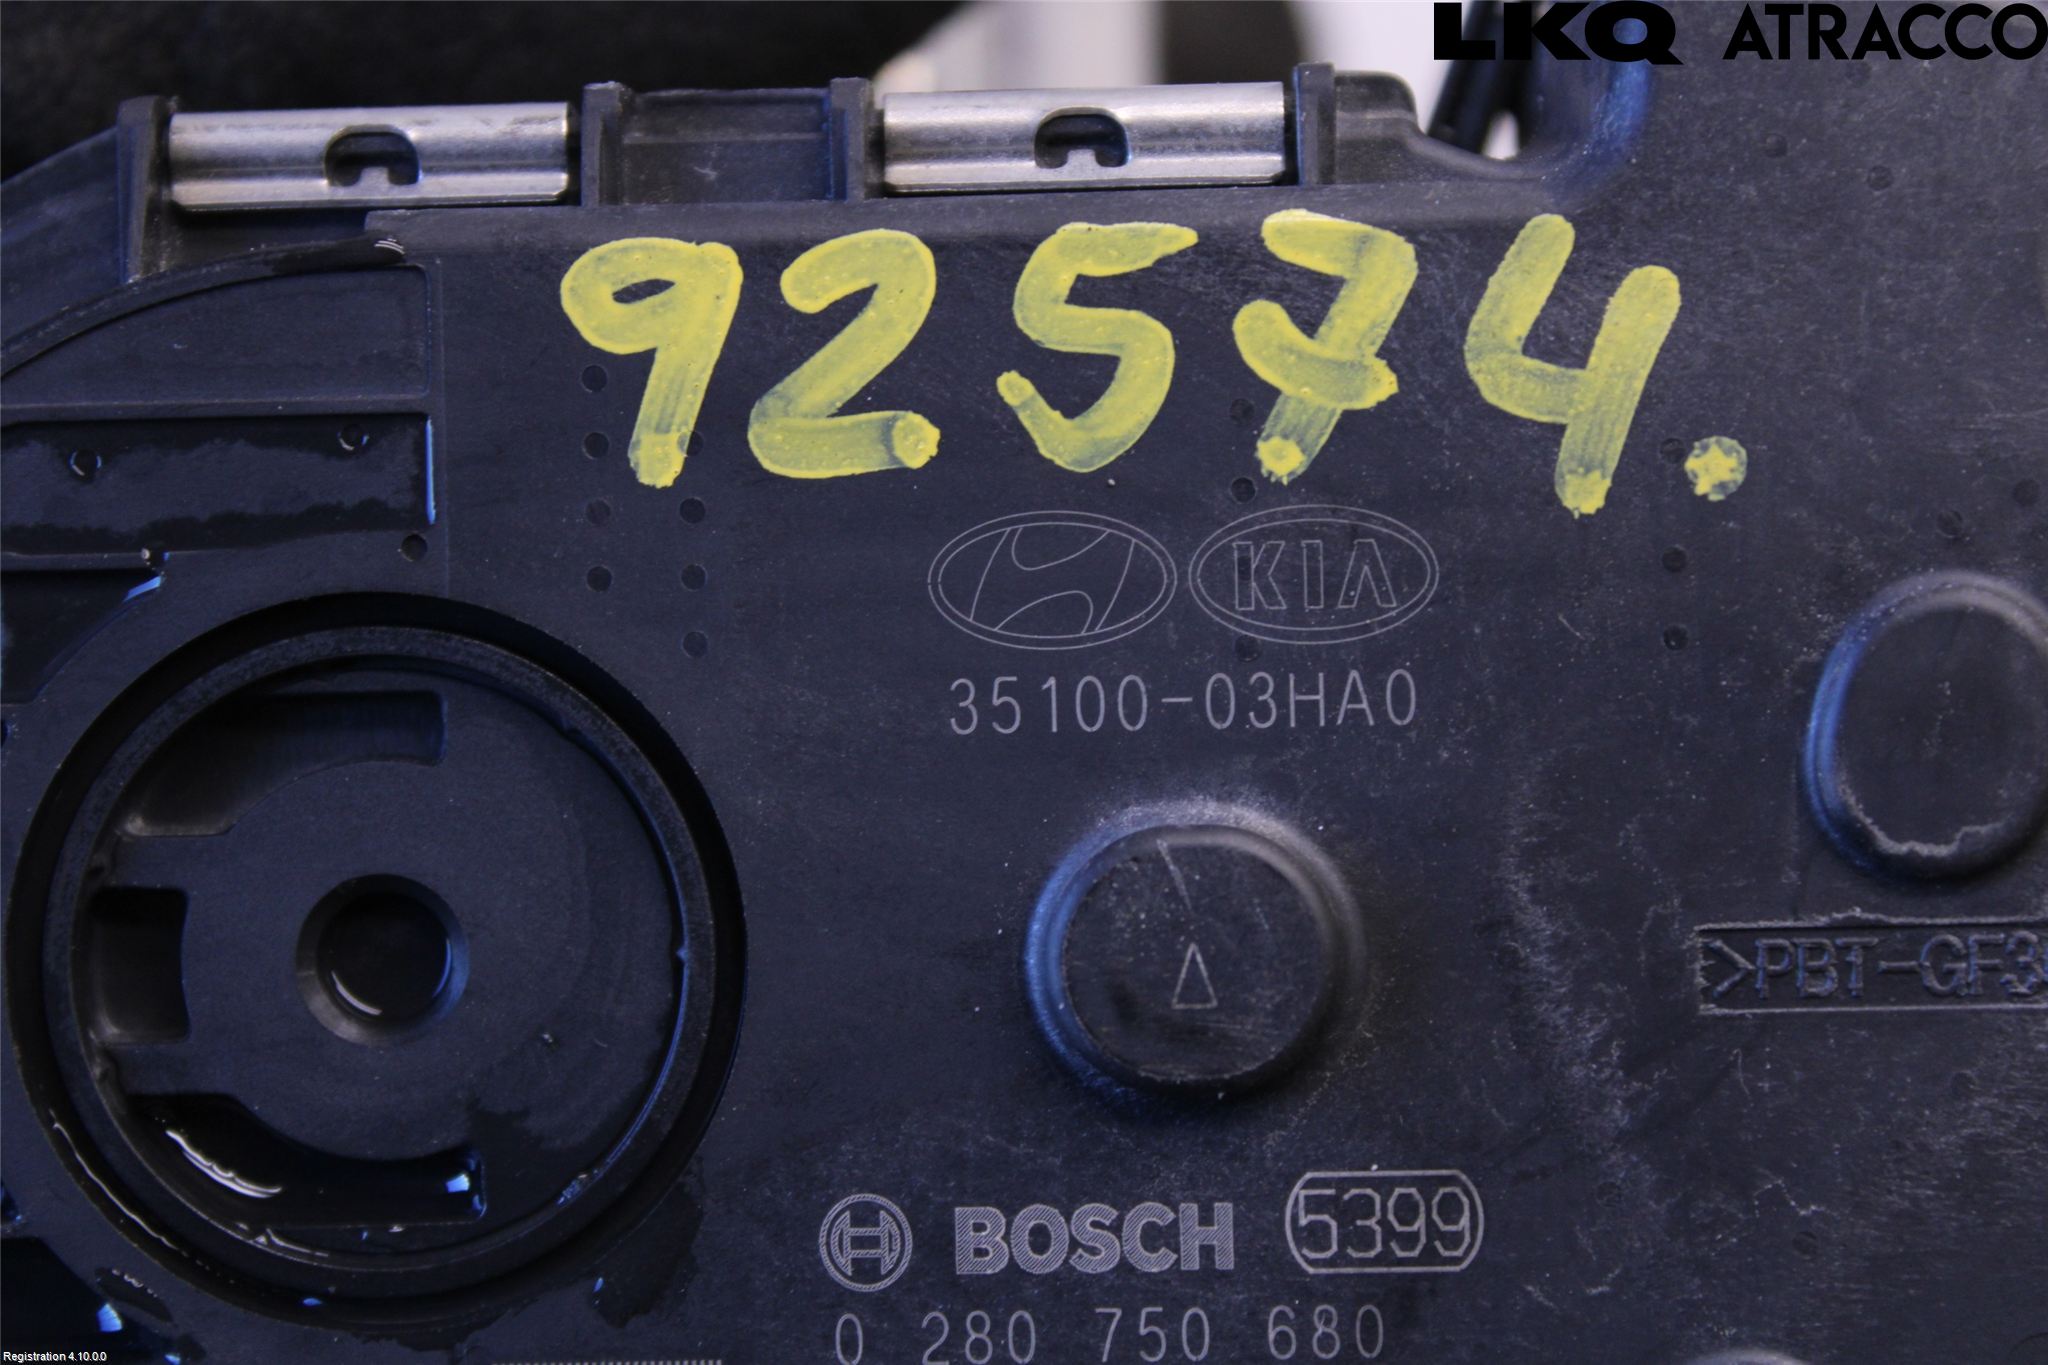 LKQ ATRACCO
92574.
KIA
35100-03HA0
>PBT-GF3
BOSCH 5399
0 280 750 680
Registration 4.10.0.0